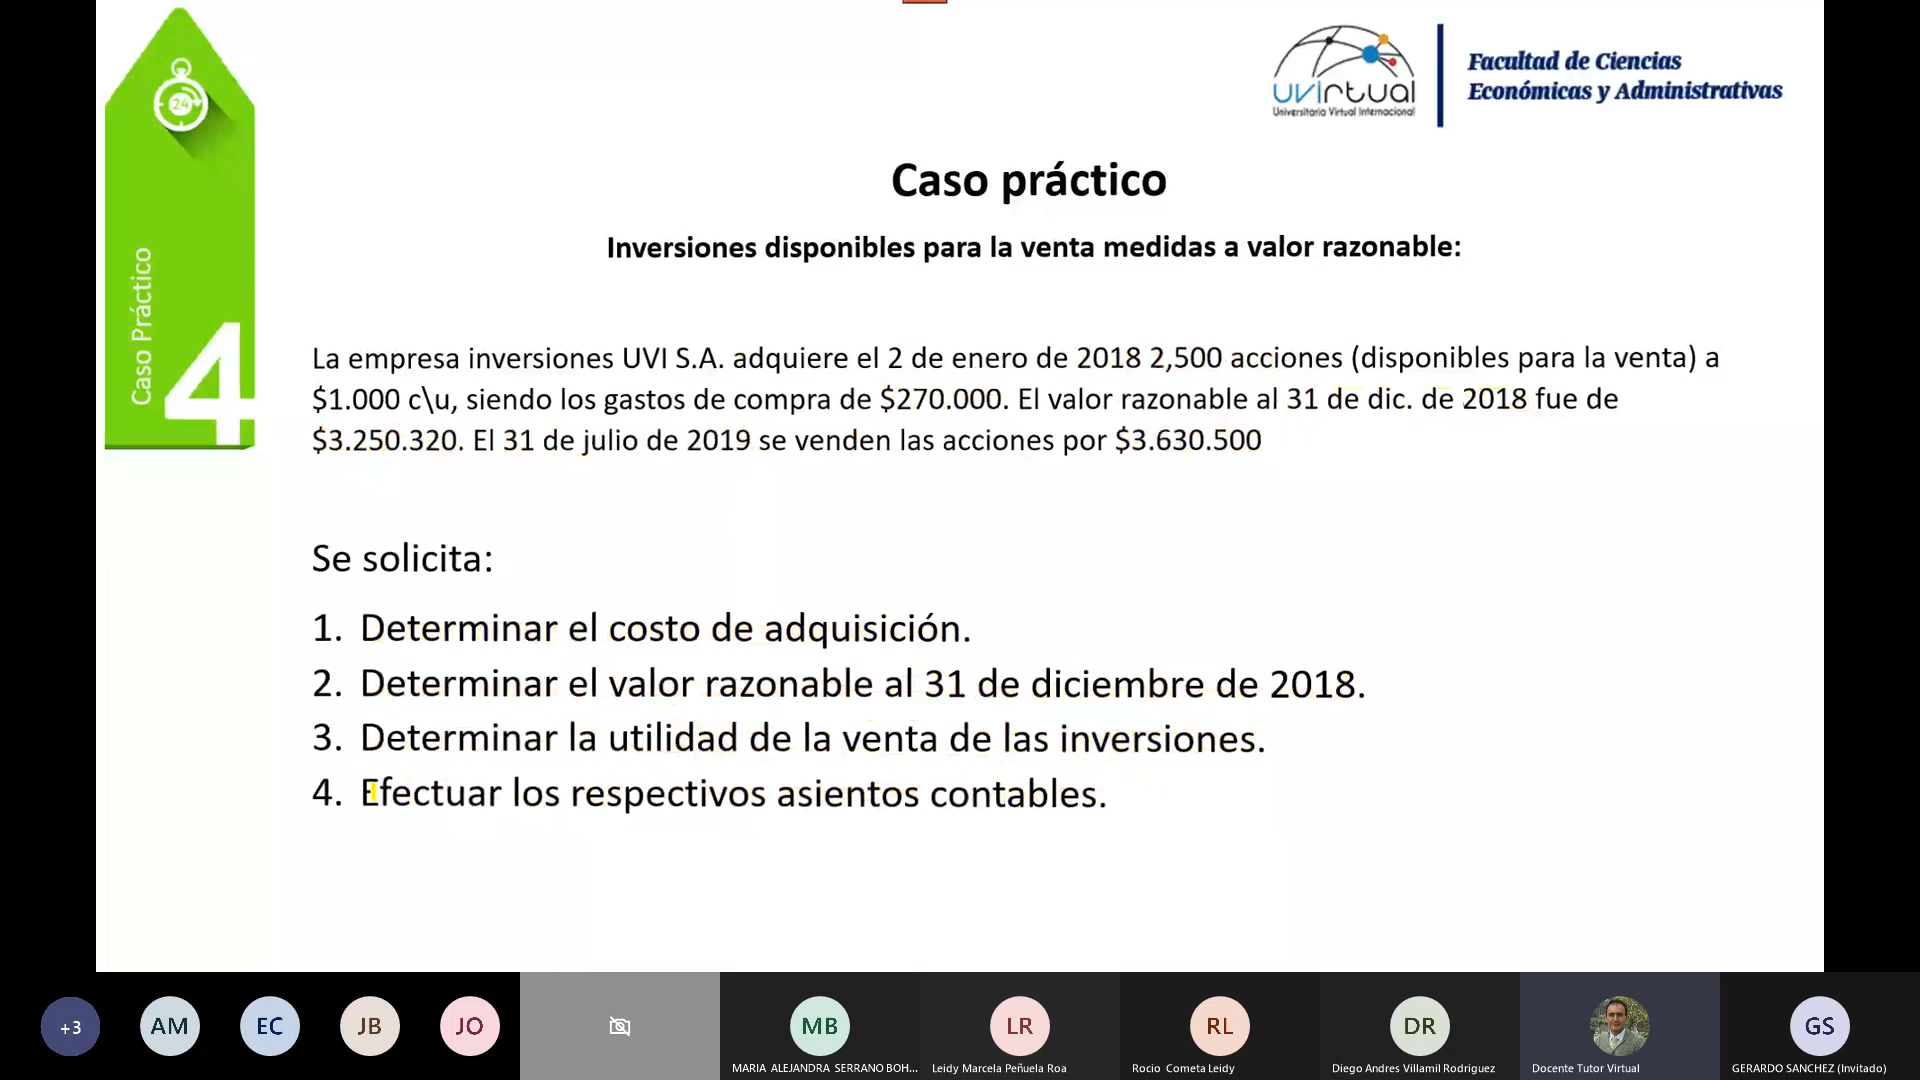 24
Caso Práctico
4
uvirtual
Universitaria Virtual Internacional
Facultad de Ciencias
Económicas y Administrativas
Caso práctico
Inversiones disponibles para la venta medidas a valor razonable:
La empresa inversiones UVI S.A. adquiere el 2 de enero de 2018 2,500 acciones (disponibles para la venta) a
$1.000 c\u, siendo los gastos de compra de $270.000. El valor razonable al 31 de dic. de 2018 fue de
$3.250.320. El 31 de julio de 2019 se venden las acciones por $3.630.500
Se solicita:
1. Determinar el costo de adquisición.
2. Determinar el valor razonable al 31 de diciembre de 2018.
3. Determinar la utilidad de la venta de las inversiones.
4. Efectuar los respectivos asientos contables.
+3
AM
EC
JB
JO
MB
LR
RL
DR
GS
MARIA ALEJANDRA SERRANO BOH...
Leidy Marcela Peñuela Roa
Rocio Cometa Leidy
Diego Andres Villamil Rodriguez
Docente Tutor Virtual
GERARDO SANCHEZ (Invitado)